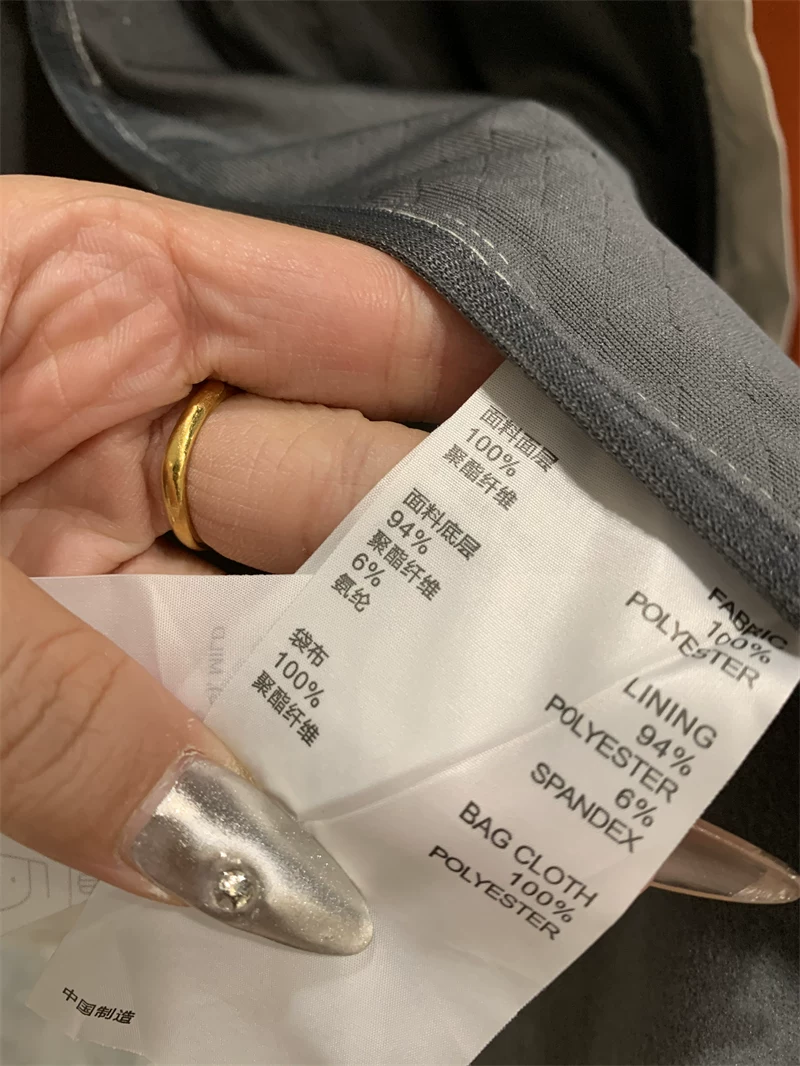 面料面层
100%
聚酯纤维
面料底层
94%
聚酯纤维
6%
氨纶
袋布
100%
聚酯纤维
FABRIC
100%
POLYESTER
LINING
94%
POLYESTER
6%
SPANDEX
BAG CLOTH
100%
POLYESTER
中国制造